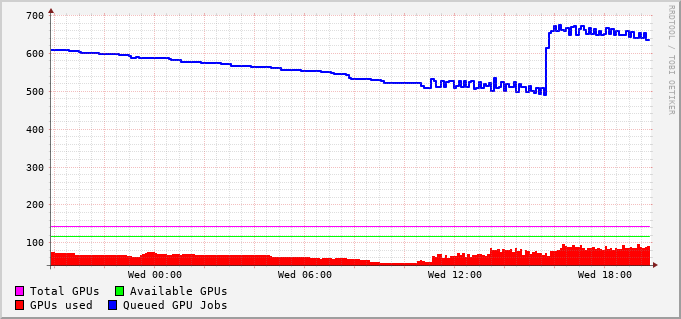 700
600
500
400
300
200
100
Wed 00:00 Wed 06:00 Wed 12:00 Wed 18:00
Total GPUs Available GPUs
GPUs used Queued GPU Jobs
RRDTOOL / TOBI OETIKER